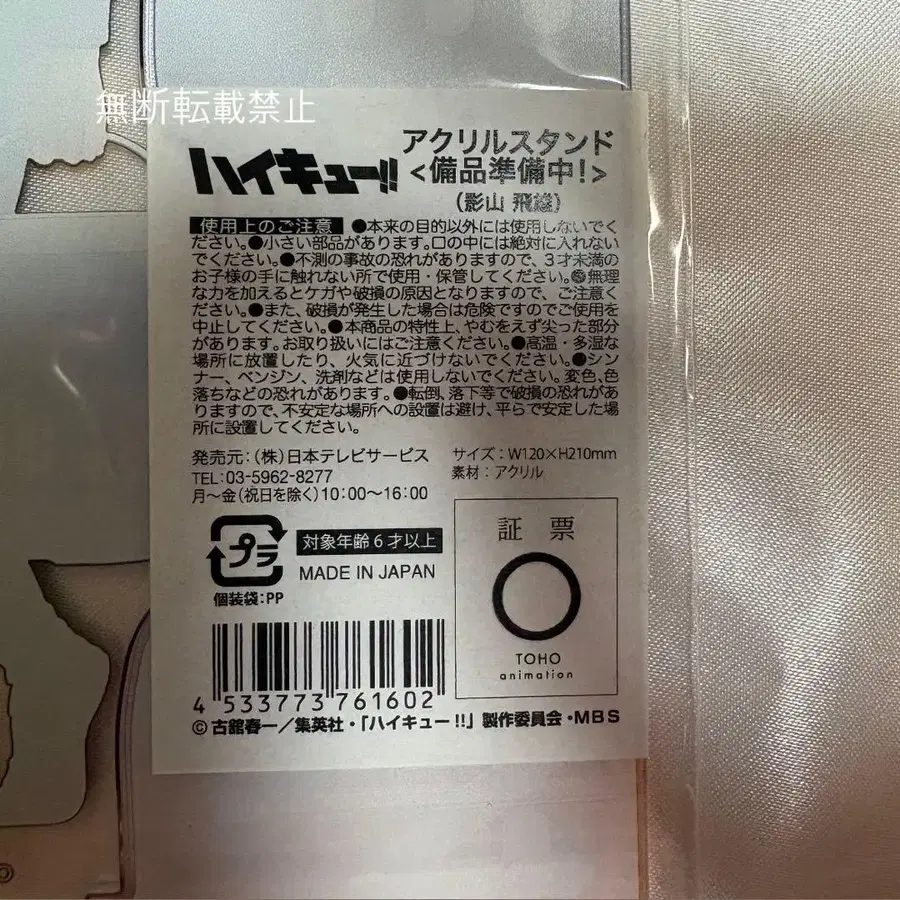 無断転載禁止
ハイキュー!!
アクリルスタンド
<備品準備中!>
(影山 飛雄)
使用上のご注意 ●本来の目的以外には使用しないでく
ださい。●小さい部品があります。口の中には絶対に入れない
でください。●不測の事故の恐れがありますので、3才未満の
お子様の手に触れない所で使用・保管してください。●無理
な力を加えるとケガや破損の原因となりますので、ご注意く
ださい。●また、破損が発生した場合は危険ですのでご使用を
中止してください。●本商品の特性上、やむをえず尖った部分
があります。お取り扱いにはご注意ください。●高温・多湿な
場所に放置したり、火気に近づけないでください。●シン
ナー、ベンジン、洗剤などは使用しないでください。変色、色
落ちなどの恐れがあります。●転倒、落下等で破損の恐れがあ
りますので、不安定な場所への設置は避け、平らで安定した場
所に設置してください。
発売元:(株)日本テレビサービス
TEL:03-5962-8277
月〜金(祝日を除く)10:00〜16:00
サイズ:W120×H210mm
素材:アクリル
プラ
個装袋:PP
対象年齢6才以上
MADE IN JAPAN
証票
TOHO
animation
4 533773 761602
©古舘春一/集英社・「ハイキュー!!」製作委員会・MBS